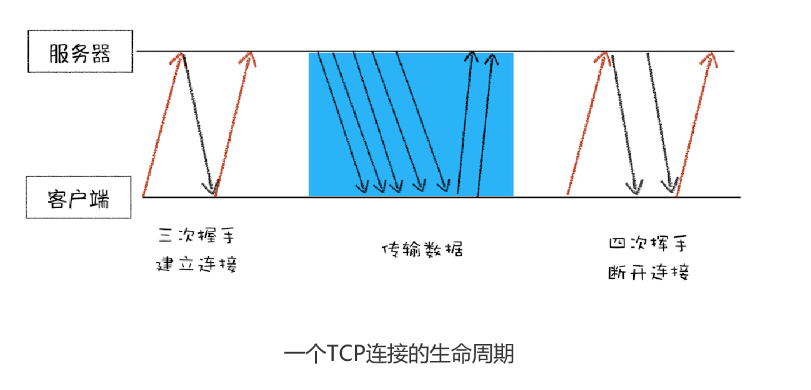 服务器
客户端
三次握手
建立连接
传输数据
四次挥手
断开连接
一个TCP连接的生命周期